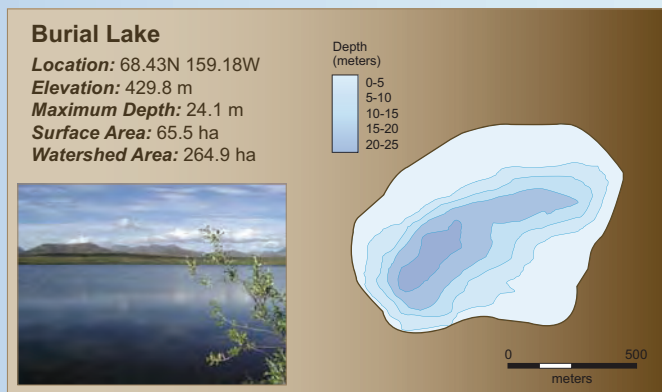 Burial Lake
Location: 68.43N 159.18W
Elevation: 429.8 m
Maximum Depth: 24.1 m
Surface Area: 65.5 ha
Watershed Area: 264.9 ha
Depth
(meters)
0-5
5-10
10-15
15-20
20-25
0 500
meters